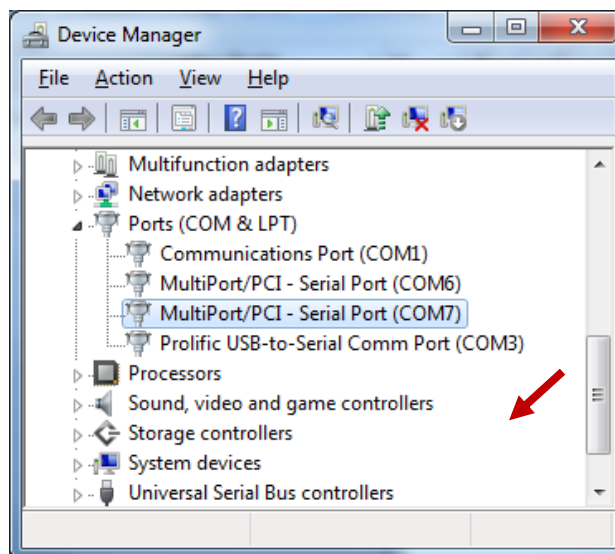 Device Manager
File Action View Help
Multifunction adapters
Network adapters
Ports (COM & LPT)
Communications Port (COM1)
MultiPort/PCI - Serial Port (COM6)
MultiPort/PCI - Serial Port (COM7)
Prolific USB-to-Serial Comm Port (COM3)
Processors
Sound, video and game controllers
Storage controllers
System devices
Universal Serial Bus controllers